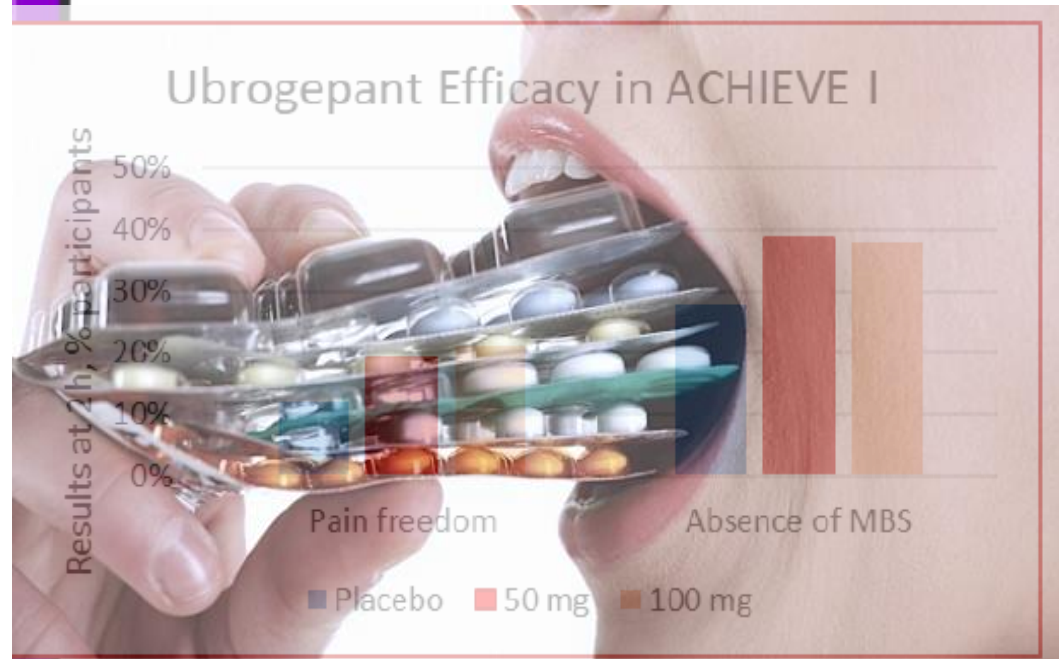 Ubrogepant Efficacy in ACHIEVE I
Results at 2h, % participants
50%
40%
30%
20%
10%
0%
Pain freedom
Absence of MBS
Placebo
50 mg
100 mg